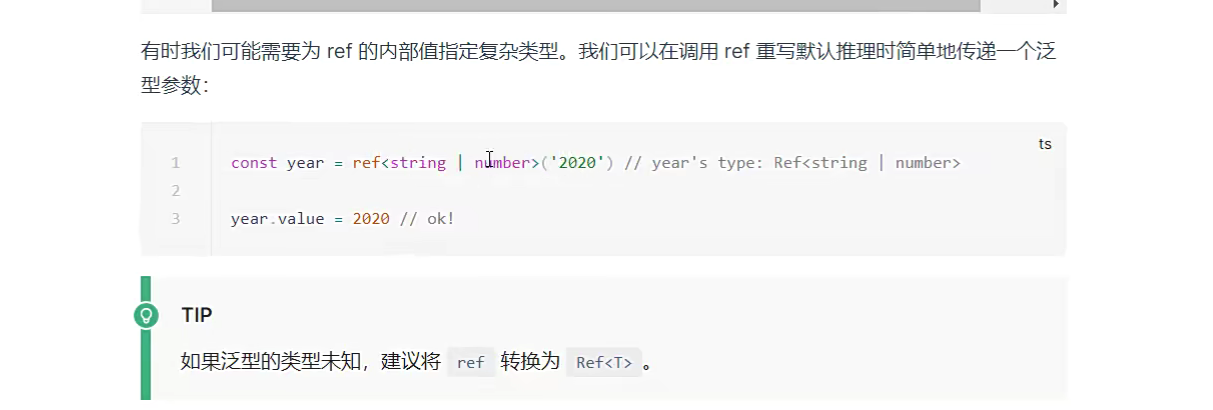 有时我们可能需要为 ref 的内部值指定复杂类型。我们可以在调用 ref 重写默认推理时简单地传递一个泛
型参数：
ts
1 const year = ref<string | number>('2020') // year's type: Ref<string | number>
2
3 year.value = 2020 // ok!
TIP
如果泛型的类型未知，建议将 ref 转换为 Ref<T>。